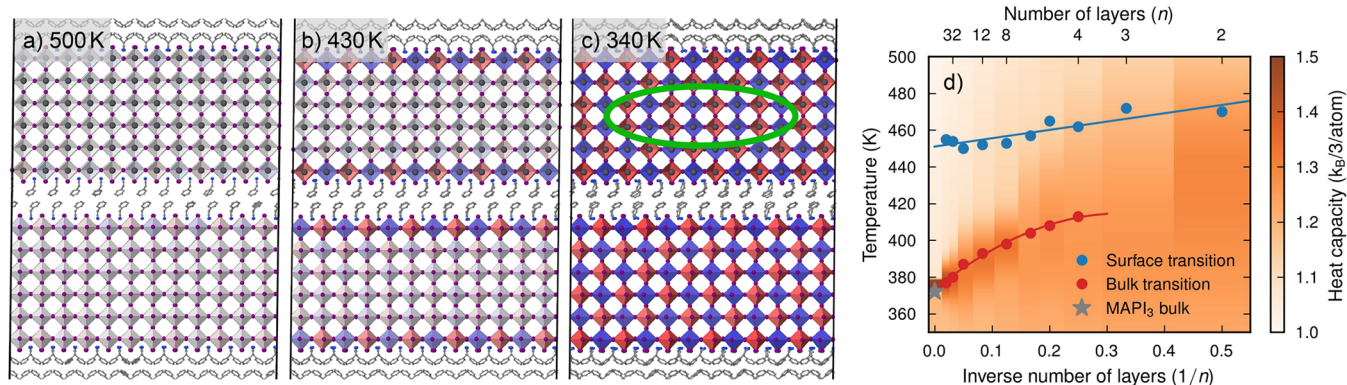 a) 500 K
b) 430 K
c) 340 K
Number of layers (n)
32 12 8 4 3 2
d)
500
480
460
440
420
400
380
360
Temperature (K)
Surface transition
Bulk transition
MAPI₃ bulk
0.0 0.1 0.2 0.3 0.4 0.5
Inverse number of layers (1/n)
1.5
1.4
1.3
1.2
1.1
1.0
Heat capacity (kB/3/atom)